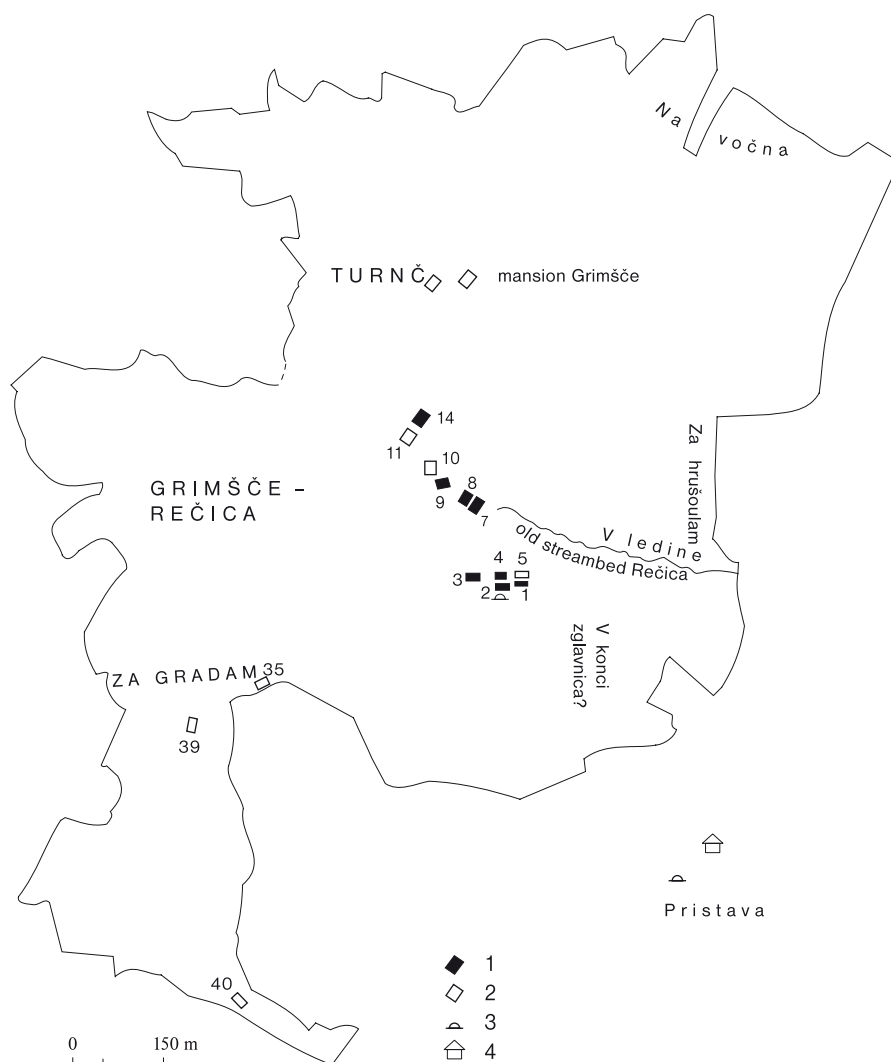 Na vočna
TURNČ
mansion Grimšče
14
11
10
Za hrušoulam
GRIMŠČE –
REČICA
8
9
7
V ledine
old streambed Rečica
4
5
3
2
1
V konci
zglavnica?
ZA GRADAM
35
39
Pristava
1
2
40
3
0
150 m
4